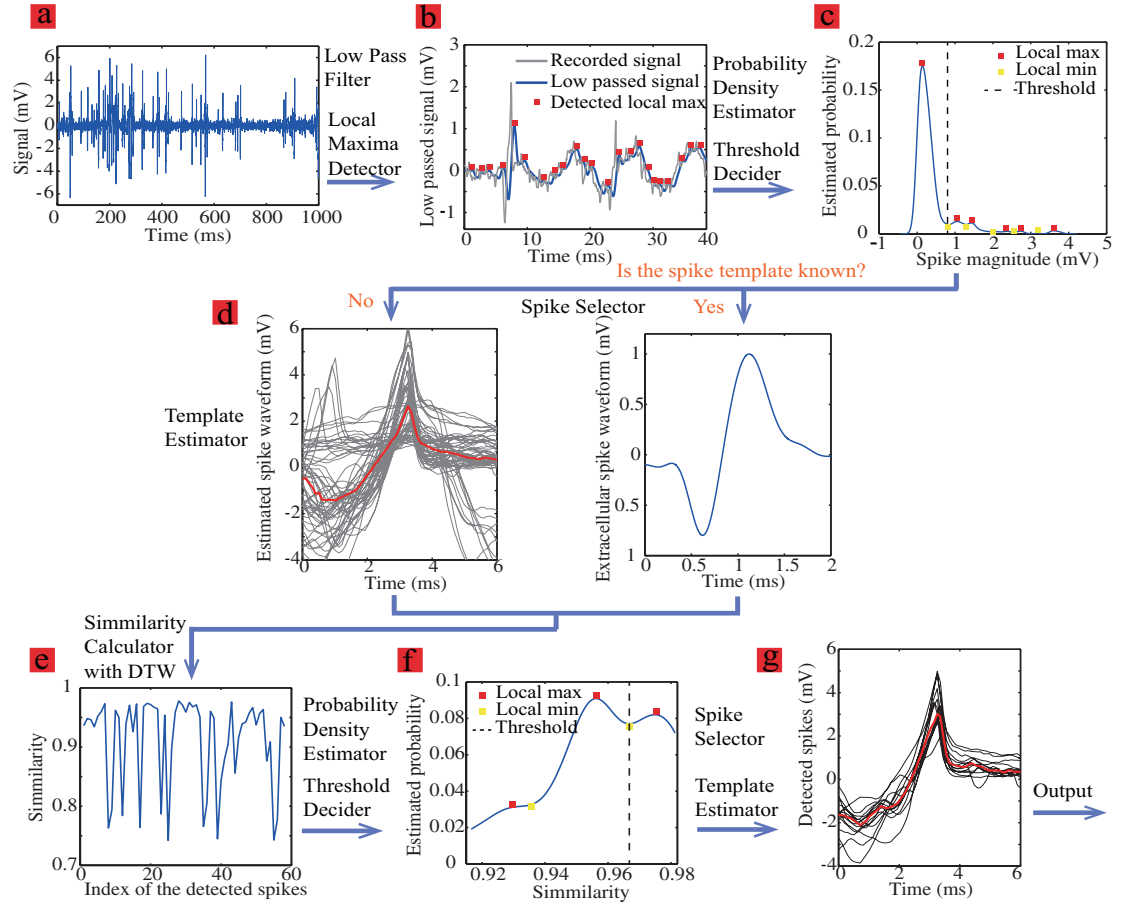 a
Signal (mV)
6
4
2
0
-2
-4
-6
0 200 400 600 800 1000
Time (ms)
Low Pass
Filter
Local
Maxima
Detector
b
Low passed signal (mV)
3
2
1
0
-1
Recorded signal
Low passed signal
Detected local max
0 10 20 30 40
Time (ms)
Probability
Density
Estimator
Threshold
Decider
c
Estimated probability
0.2
0.15
0.1
0.05
0
Local max
Local min
Threshold
-1 0 1 2 3 4 5
Spike magnitude (mV)
Is the spike template known?
No
Spike Selector
Yes
d
Template
Estimator
Estimated spike waveform (mV)
6
4
2
0
-2
-4
0 2 4 6
Time (ms)
Extracellular spike waveform (mV)
1
0.5
0
0.5
1
0 0.5 1 1.5 2
Time (ms)
Simmilarity
Calculator
with DTW
e
Simmilarity
1
0.9
0.8
0.7
0 20 40 60
Index of the detected spikes
Probability
Density
Estimator
Threshold
Decider
f
Estimated probability
0.1
0.08
0.06
0.04
0.02
0
Local max
Local min
Threshold
0.92 0.94 0.96 0.98
Simmilarity
Spike
Selector
Template
Estimator
g
Detected spikes (mV)
6
4
2
0
-2
-4
0 2 4 6
Time (ms)
Output